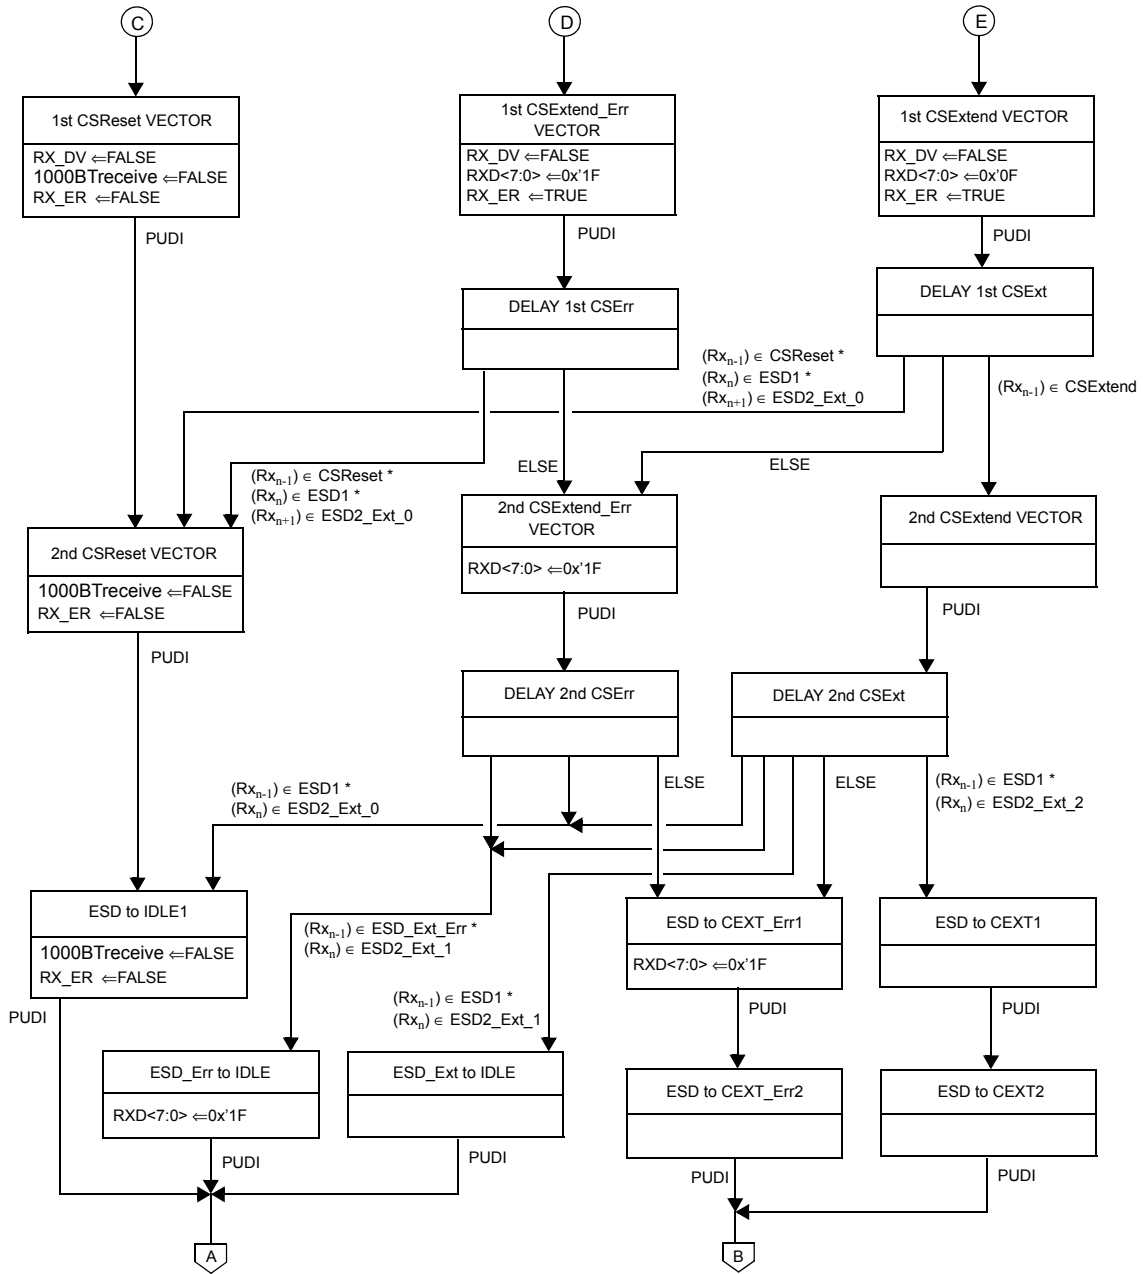 C
D
E
1st CSReset VECTOR
RX_DV ⇐FALSE
1000BTreceive ⇐FALSE
RX_ER ⇐FALSE
PUDI
1st CSExtend_Err
VECTOR
RX_DV ⇐FALSE
RXD<7:0> ⇐0x'1F
RX_ER ⇐TRUE
PUDI
1st CSExtend VECTOR
RX_DV ⇐FALSE
RXD<7:0> ⇐0x'0F
RX_ER ⇐TRUE
PUDI
DELAY 1st CSErr
DELAY 1st CSExt
(Rxn-1) ∈ CSReset *
(Rxn) ∈ ESD1 *
(Rxn+1) ∈ ESD2_Ext_0
(Rxn-1) ∈ CSExtend
(Rxn-1) ∈ CSReset *
(Rxn) ∈ ESD1 *
(Rxn+1) ∈ ESD2_Ext_0
ELSE
ELSE
2nd CSReset VECTOR
1000BTreceive ⇐FALSE
RX_ER ⇐FALSE
PUDI
2nd CSExtend_Err
VECTOR
RXD<7:0> ⇐0x'1F
PUDI
2nd CSExtend VECTOR
PUDI
DELAY 2nd CSErr
DELAY 2nd CSExt
(Rxn-1) ∈ ESD1 *
(Rxn) ∈ ESD2_Ext_0
ELSE
ELSE
(Rxn-1) ∈ ESD1 *
(Rxn) ∈ ESD2_Ext_2
ESD to IDLE1
1000BTreceive ⇐FALSE
RX_ER ⇐FALSE
PUDI
(Rxn-1) ∈ ESD_Ext_Err *
(Rxn) ∈ ESD2_Ext_1
(Rxn-1) ∈ ESD1 *
(Rxn) ∈ ESD2_Ext_1
ESD to CEXT_Err1
RXD<7:0> ⇐0x'1F
PUDI
ESD to CEXT1
PUDI
ESD_Err to IDLE
RXD<7:0> ⇐0x'1F
PUDI
ESD_Ext to IDLE
PUDI
ESD to CEXT_Err2
PUDI
ESD to CEXT2
PUDI
A
B